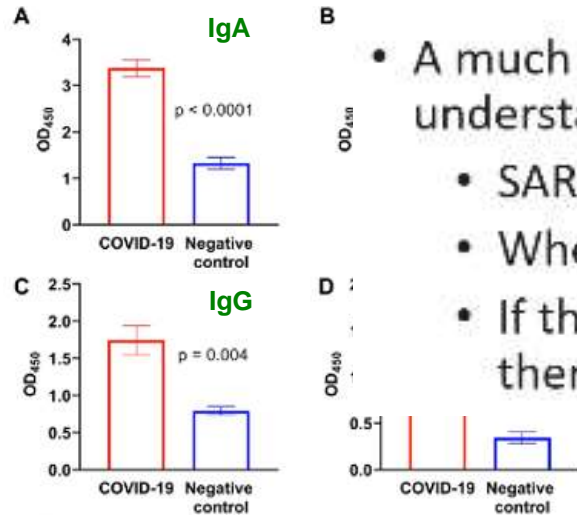 A
IgA
4
3
2
1
0
OD450
p < 0.0001
COVID-19 Negative control
B
OD450
• A much
understa
• SAR
• Whe
• If th
ther
C
IgG
2.5
2.0
1.5
1.0
0.5
0.0
OD450
p = 0.004
COVID-19 Negative control
D
OD450
0.5
0.0
COVID-19 Negative control